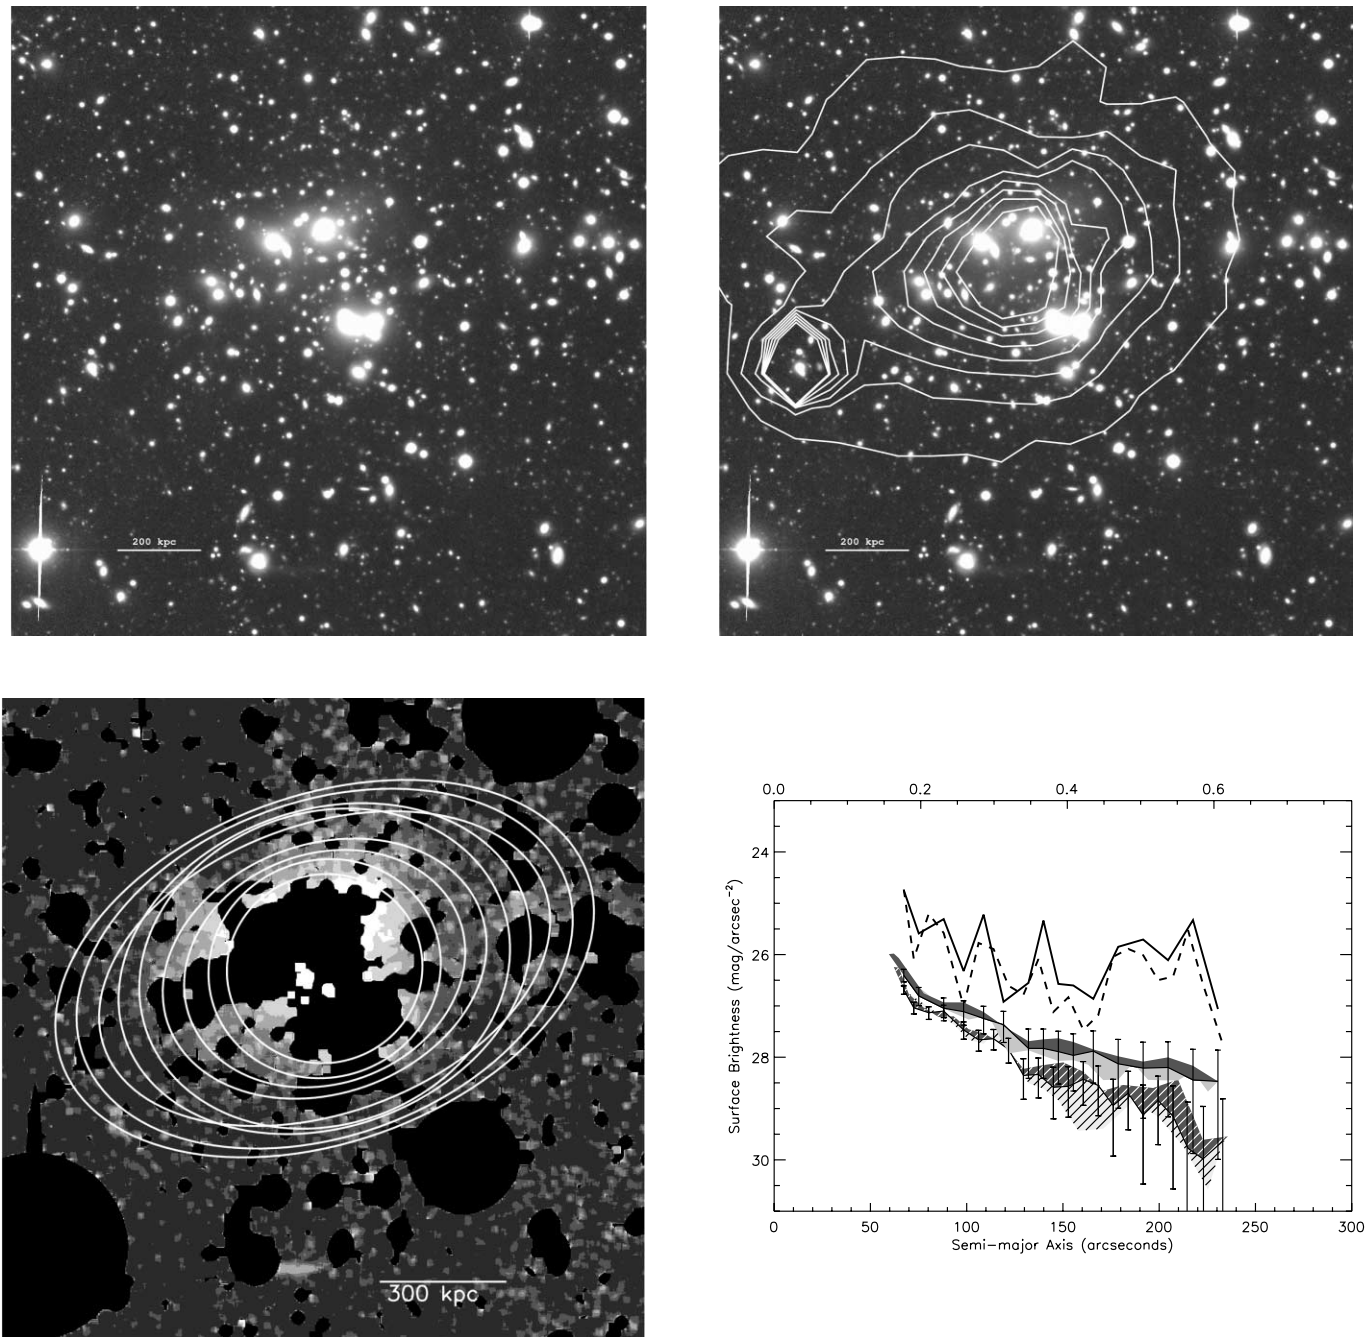 200 kpc
200 kpc
300 kpc
0.0 0.2 0.4 0.6
24
26
28
30
Surface Brightness (mag/arcsec⁻²)
0 50 100 150 200 250 300
Semi-major Axis (arcseconds)